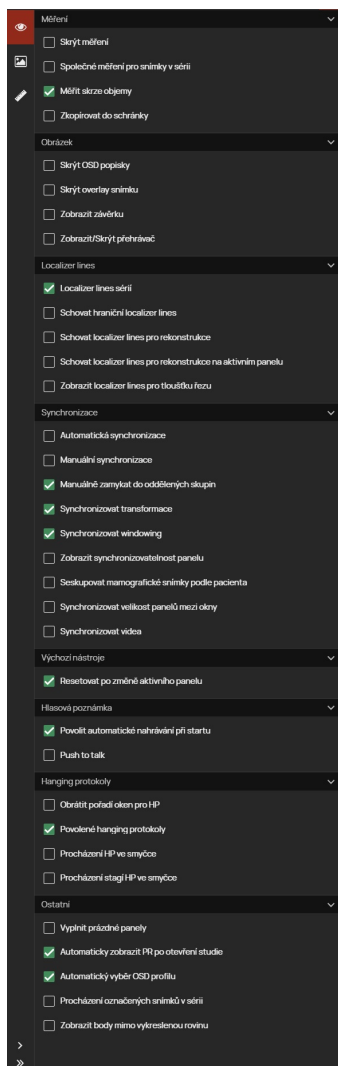 Měření
Skrýt měření
Společné měření pro snímky v sérii
Měřit skrze objemy
Zkopírovat do schránky
Obrázek
Skrýt OSD popisky
Skrýt overlay snímku
Zobrazit závěrku
Zobrazit/Skrýt přehrávač
Localizer lines
Localizer lines sérií
Schovat hraniční localizer lines
Schovat localizer lines pro rekonstrukce
Schovat localizer lines pro rekonstrukce na aktivním panelu
Zobrazit localizer lines pro tloušťku řezu
Synchronizace
Automatická synchronizace
Manuální synchronizace
Manuálně zamykat do oddělených skupin
Synchronizovat transformace
Synchronizovat windowing
Zobrazit synchronizovatelnost panelu
Seskupovat mamografické snímky podle pacienta
Synchronizovat velikost panelů mezi okny
Synchronizovat videa
Výchozí nástroje
Resetovat po změně aktivního panelu
Hlasová poznámka
Povolit automatické nahrávání při startu
Push to talk
Hanging protokoly
Obrátit pořadí oken pro HP
Povolené hanging protokoly
Procházení HP ve smyčce
Procházení stagí HP ve smyčce
Ostatní
Vyplnit prázdné panely
Automaticky zobrazit PR po otevření studie
Automatický výběr OSD profilu
Procházení označených snímků v sérii
Zobrazit body mimo vykreslenou rovinu